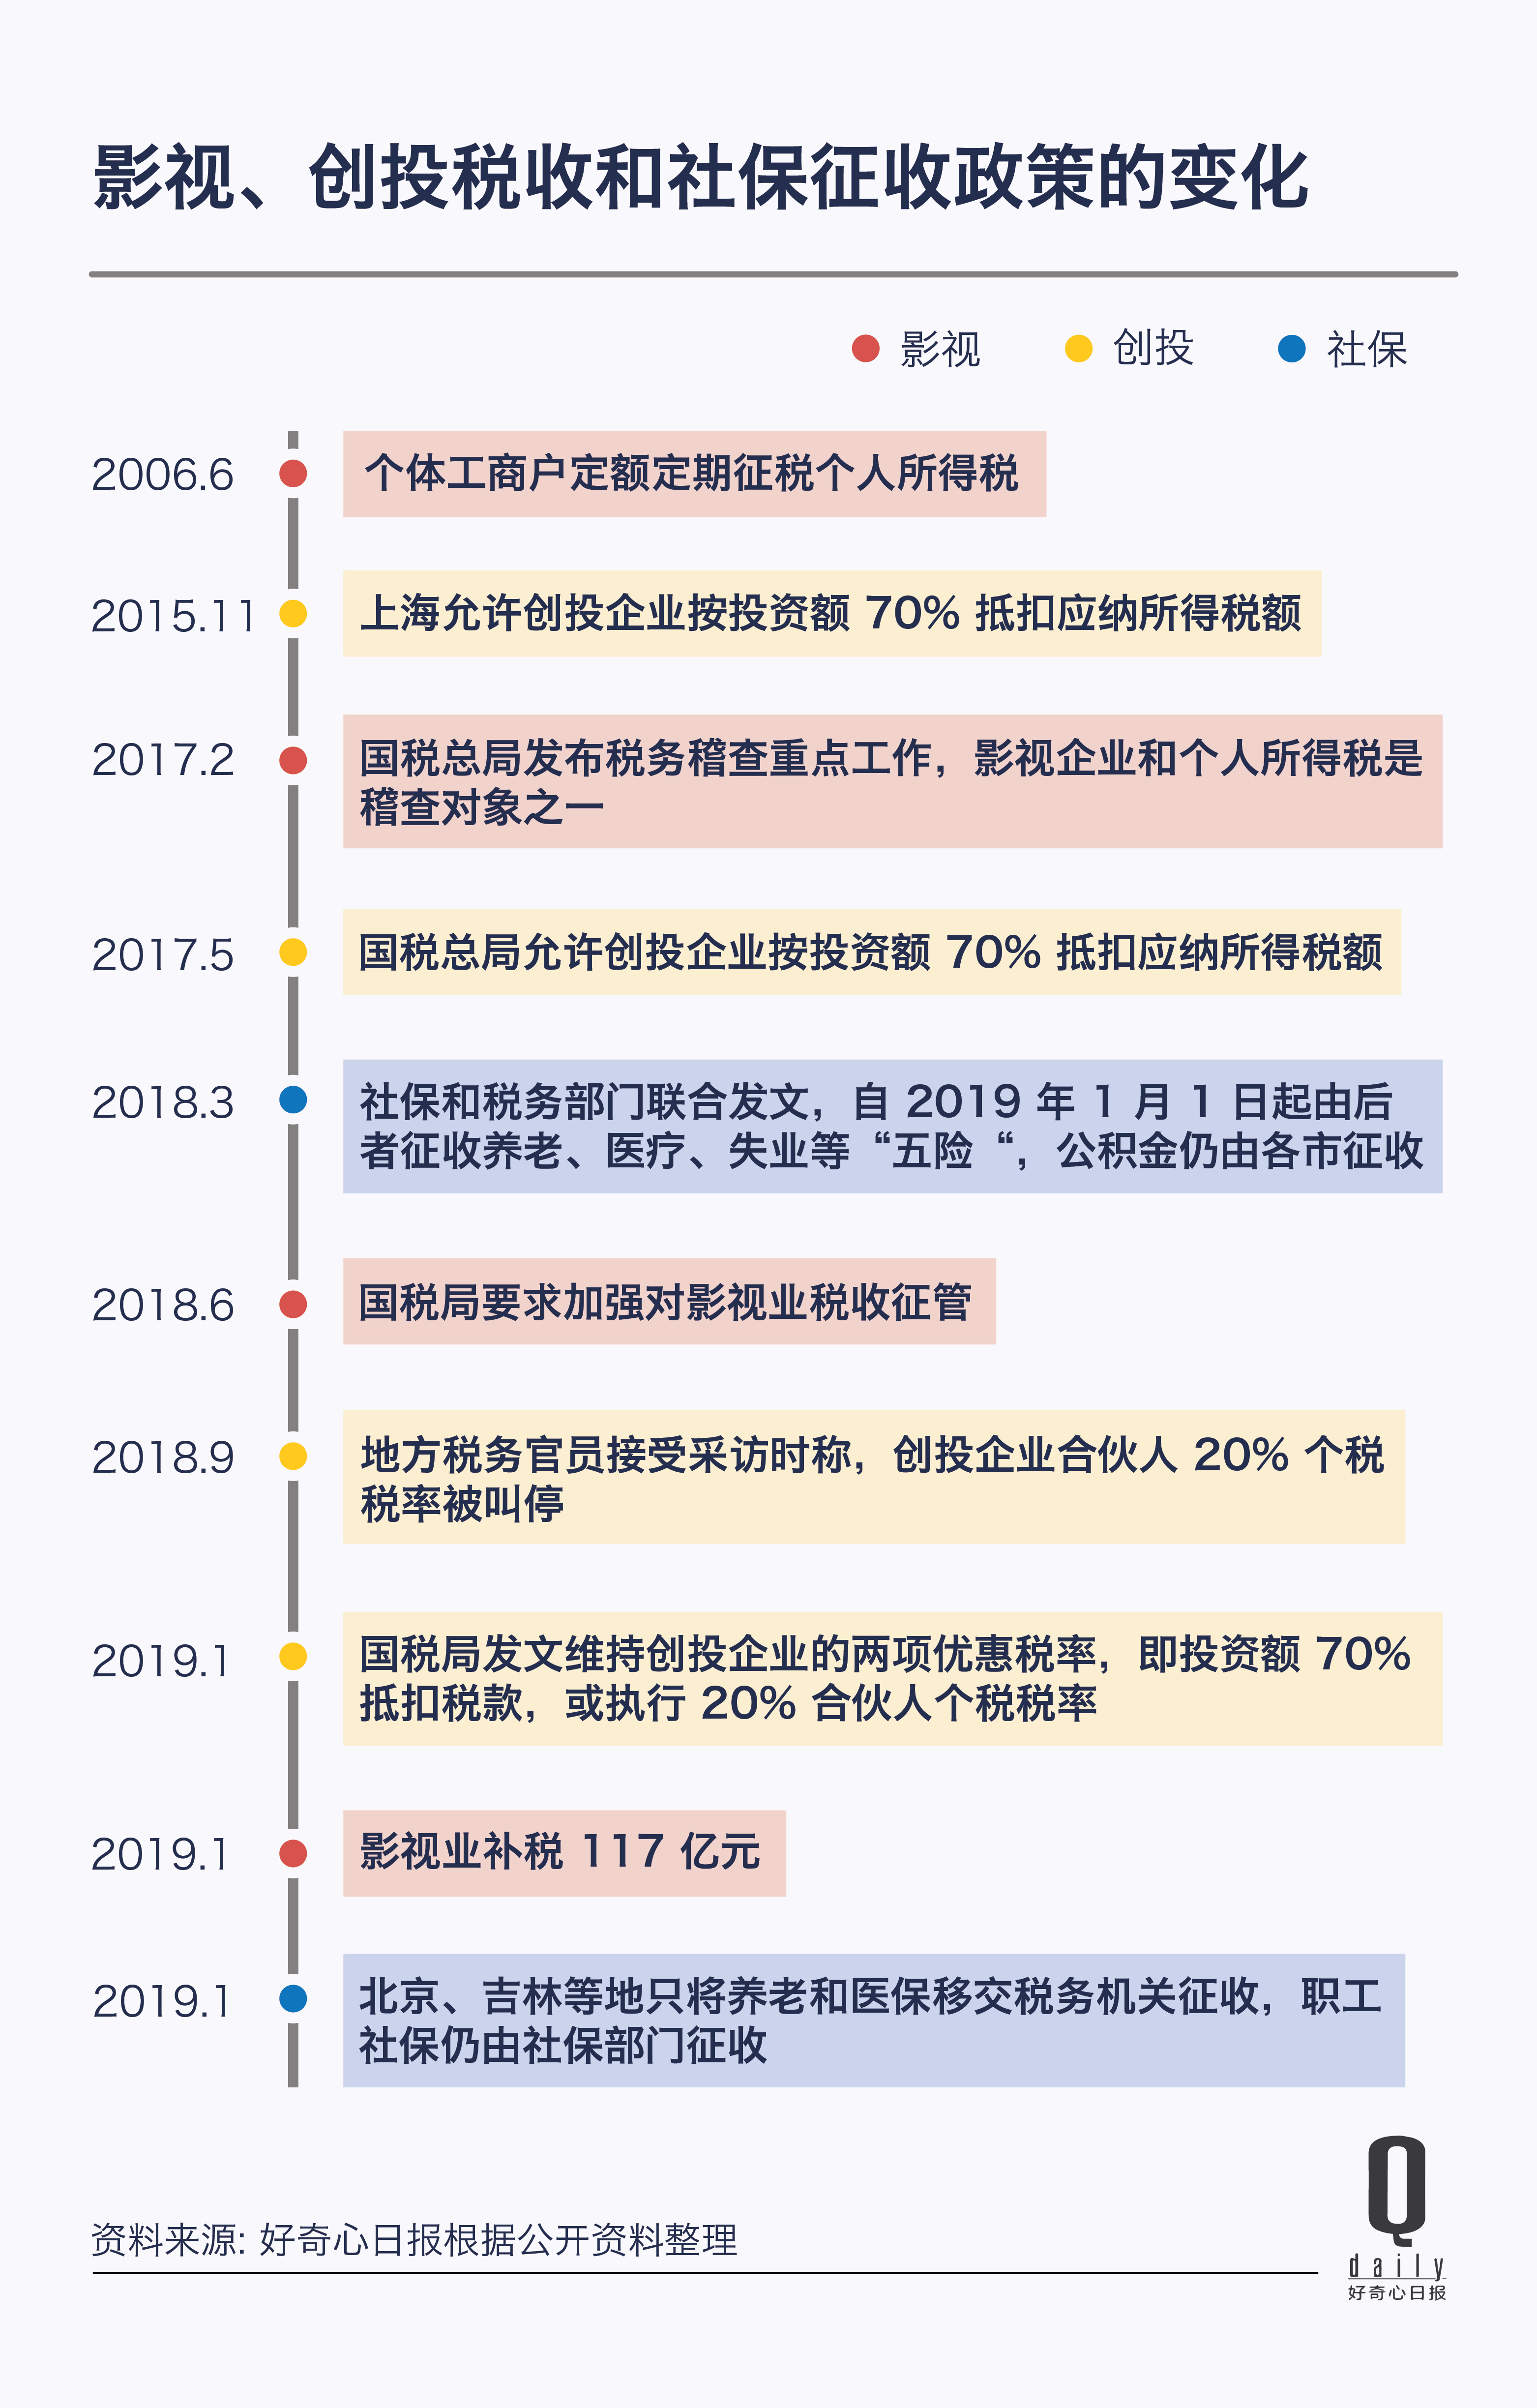 影视、创投税收和社保征收政策的变化
影视
创投
社保
2006.6
个体工商户定额定期征税个人所得税
2015.11
上海允许创投企业按投资额 70% 抵扣应纳所得税额
2017.2
国税总局发布税务稽查重点工作，影视企业和个人所得税是
稽查对象之一
2017.5
国税总局允许创投企业按投资额 70% 抵扣应纳所得税额
2018.3
社保和税务部门联合发文，自 2019 年 1 月 1 日起由后
者征收养老、医疗、失业等“五险“，公积金仍由各市征收
2018.6
国税局要求加强对影视业税收征管
2018.9
地方税务官员接受采访时称，创投企业合伙人 20% 个税
税率被叫停
2019.1
国税局发文维持创投企业的两项优惠税率，即投资额 70%
抵扣税款，或执行 20% 合伙人个税税率
2019.1
影视业补税 117 亿元
2019.1
北京、吉林等地只将养老和医保移交税务机关征收，职工
社保仍由社保部门征收
资料来源: 好奇心日报根据公开资料整理
Q
daily
好奇心日报